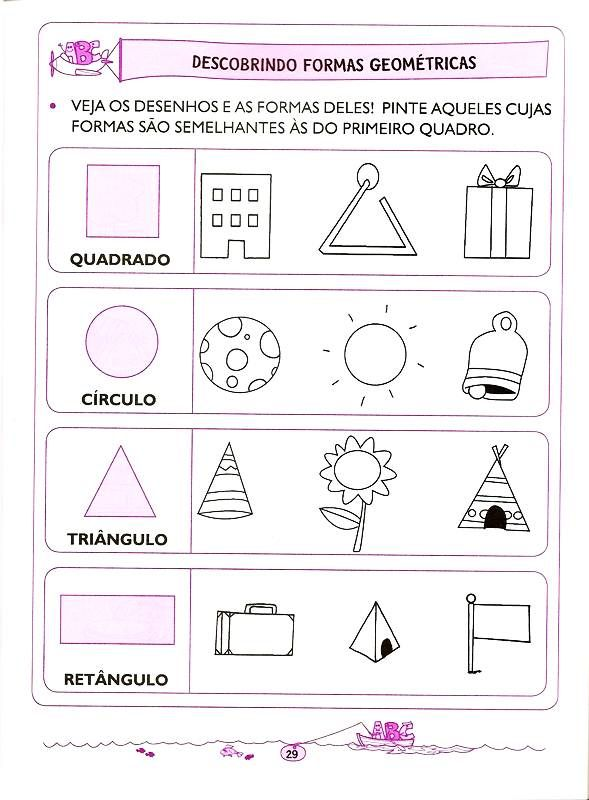 ABC
DESCOBRINDO FORMAS GEOMÉTRICAS
• VEJA OS DESENHOS E AS FORMAS DELES! PINTE AQUELES CUJAS
FORMAS SÃO SEMELHANTES ÀS DO PRIMEIRO QUADRO.
QUADRADO
CÍRCULO
TRIÂNGULO
RETÂNGULO
ABC
29